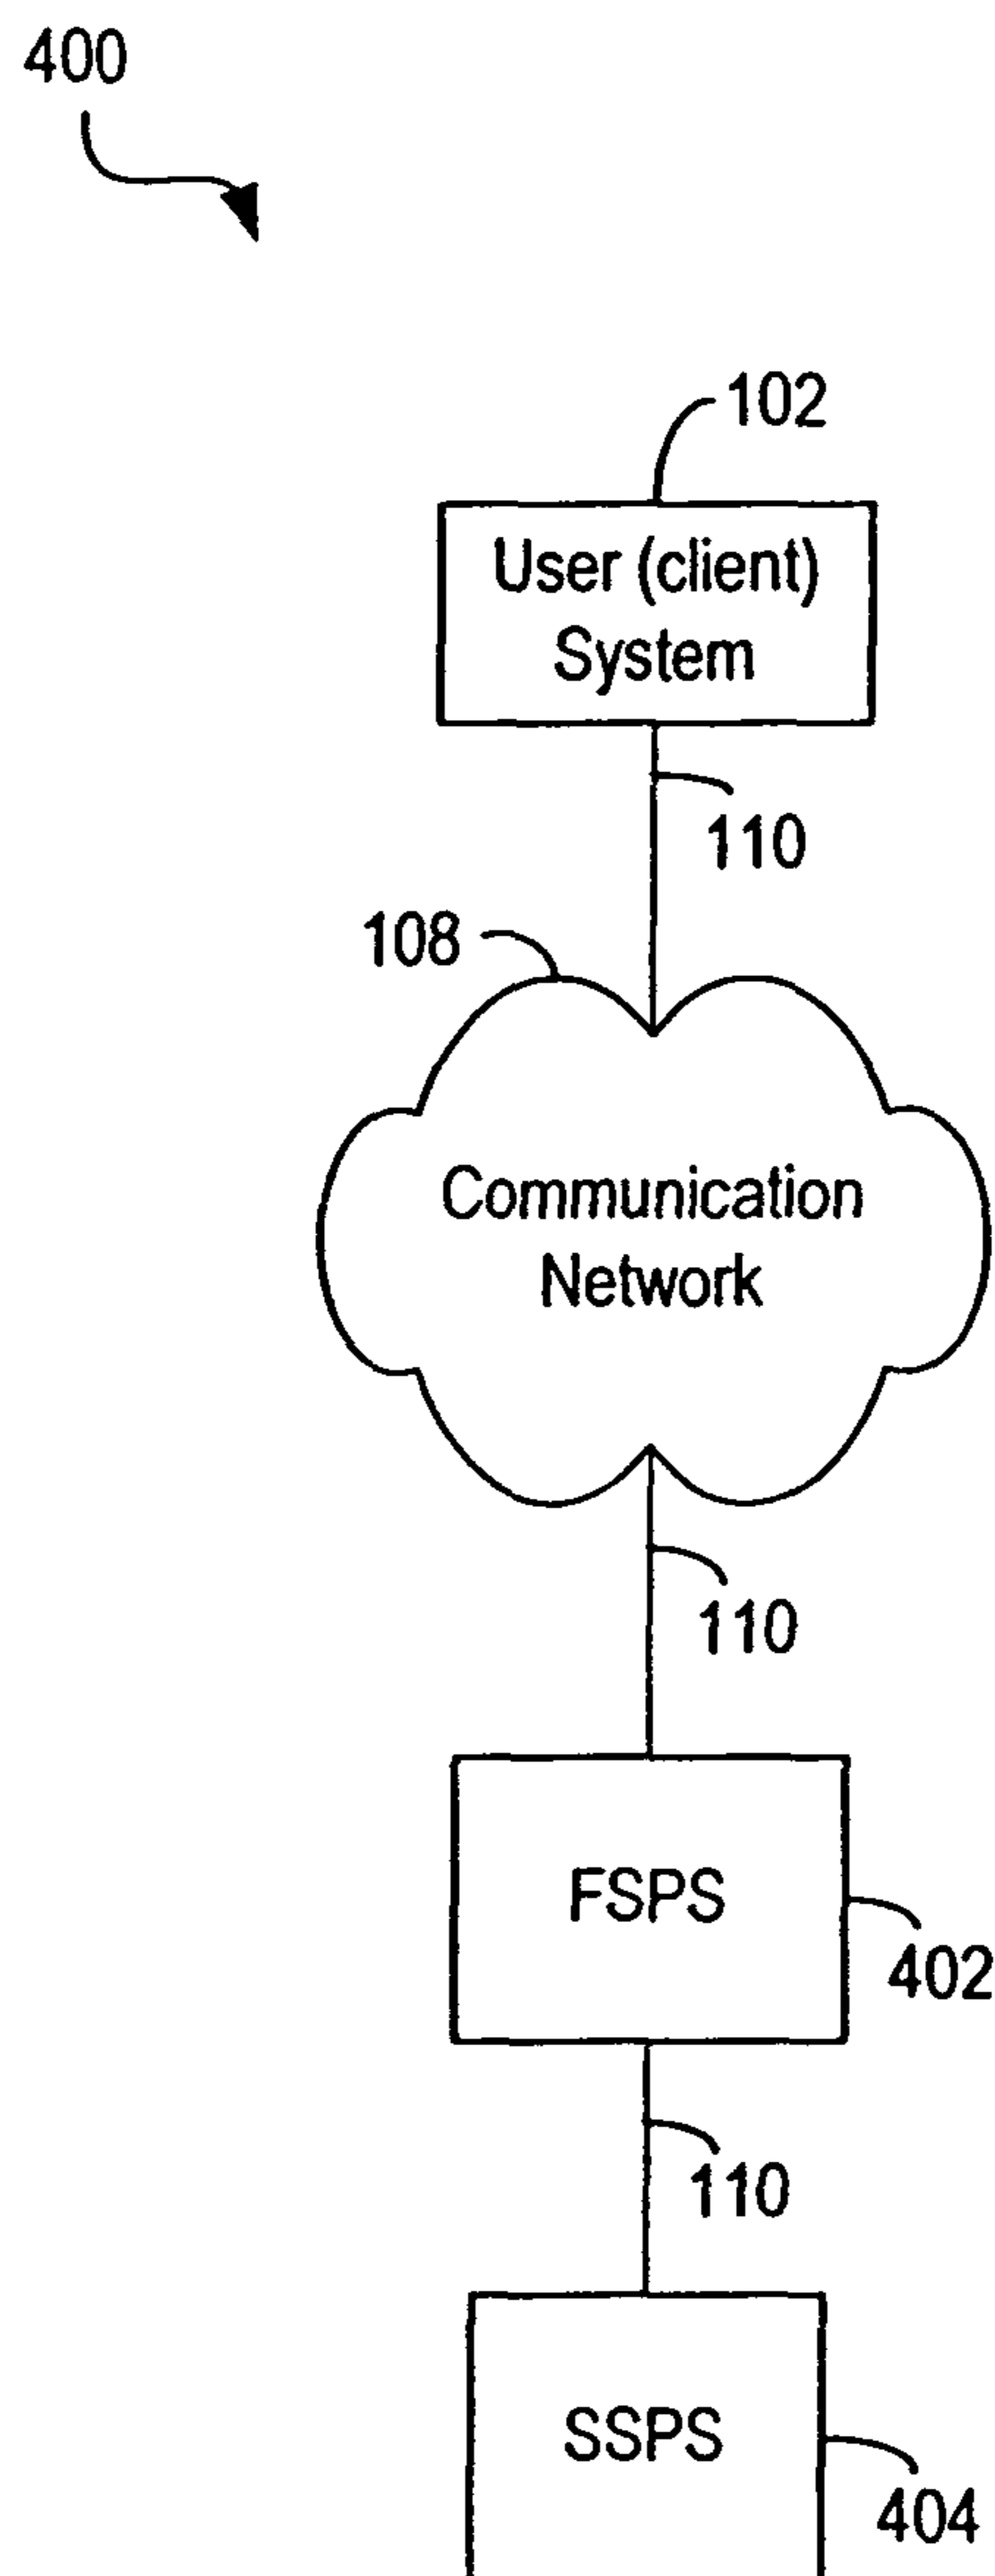 400
102
User (client)
System
110
108
Communication
Network
110
FSPS
402
110
SSPS
404